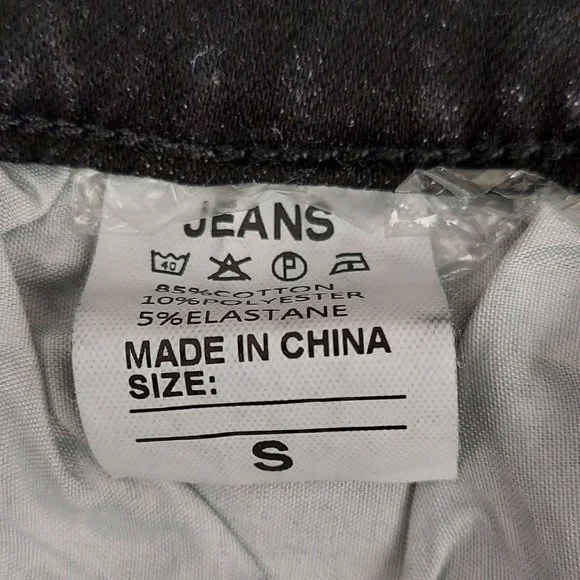 JEANS
40 P
85%COTTON
10%POLYESTER
5%ELASTANE
MADE IN CHINA
SIZE:
S